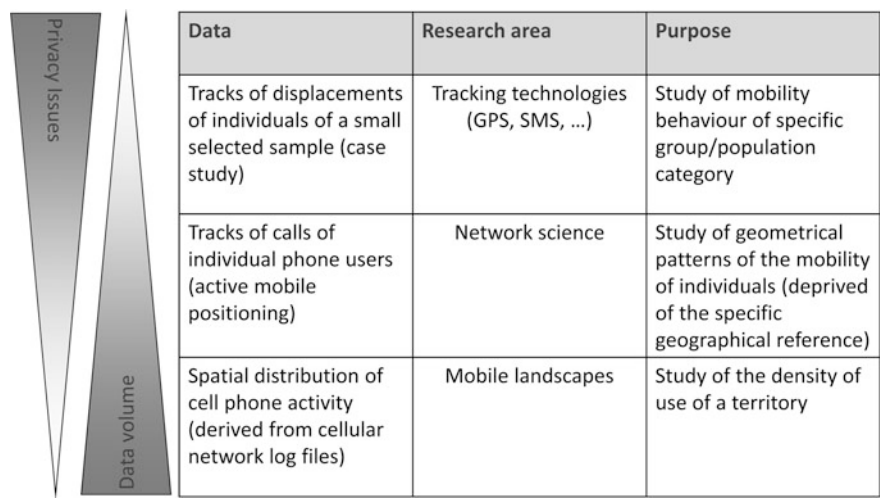 Privacy Issues
Data volume
Data
Research area
Purpose
Tracks of displacements
of individuals of a small
selected sample (case
study)
Tracking technologies
(GPS, SMS, ...)
Study of mobility
behaviour of specific
group/population
category
Tracks of calls of
individual phone users
(active mobile
positioning)
Network science
Study of geometrical
patterns of the mobility
of individuals (deprived
of the specific
geographical reference)
Spatial distribution of
cell phone activity
(derived from cellular
network log files)
Mobile landscapes
Study of the density of
use of a territory